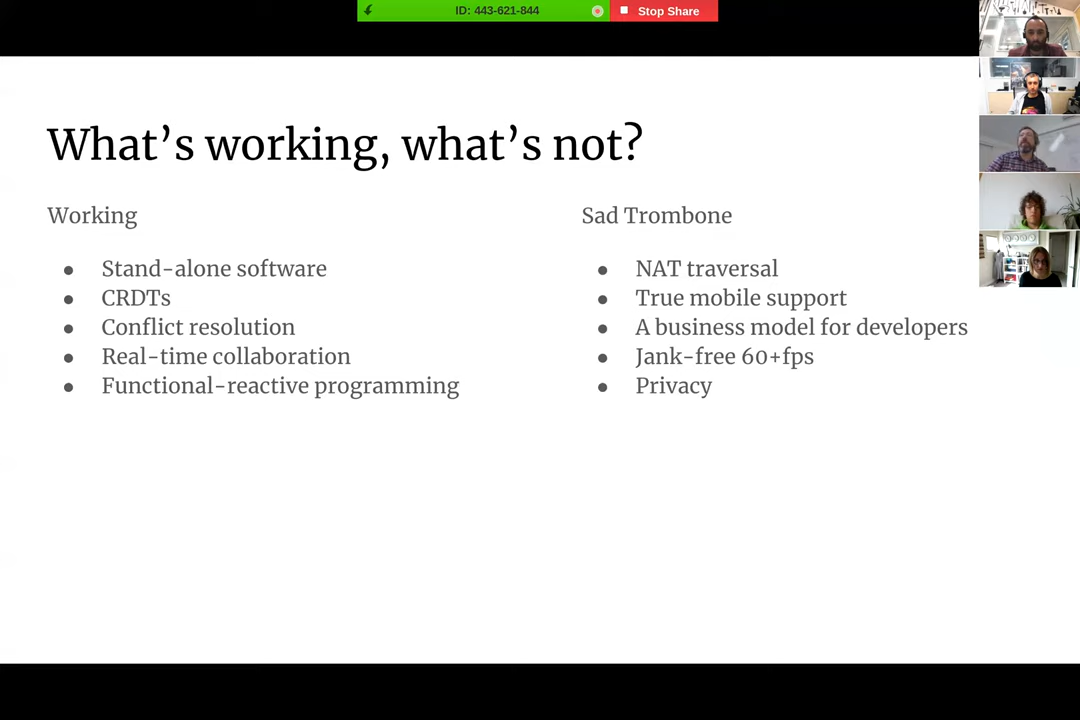 ID: 443-621-844
Stop Share
What's working, what's not?
Working
Stand-alone software
CRDTs
Conflict resolution
Real-time collaboration
Functional-reactive programming
Sad Trombone
NAT traversal
True mobile support
A business model for developers
Jank-free 60+fps
Privacy